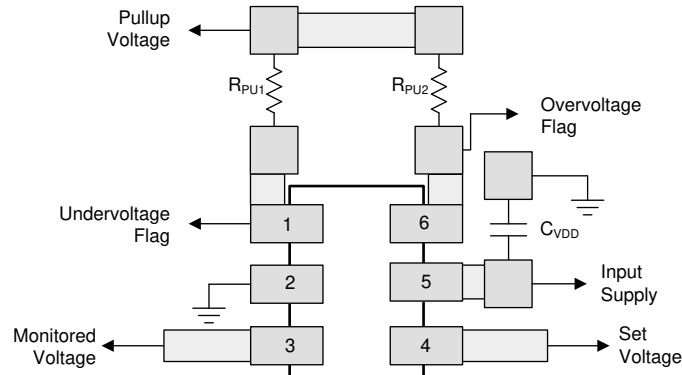 Pullup
Voltage
RPU1
RPU2
Overvoltage
Flag
Undervoltage
Flag
1
6
CVDD
2
5
Input
Supply
Monitored
Voltage
3
4
Set
Voltage